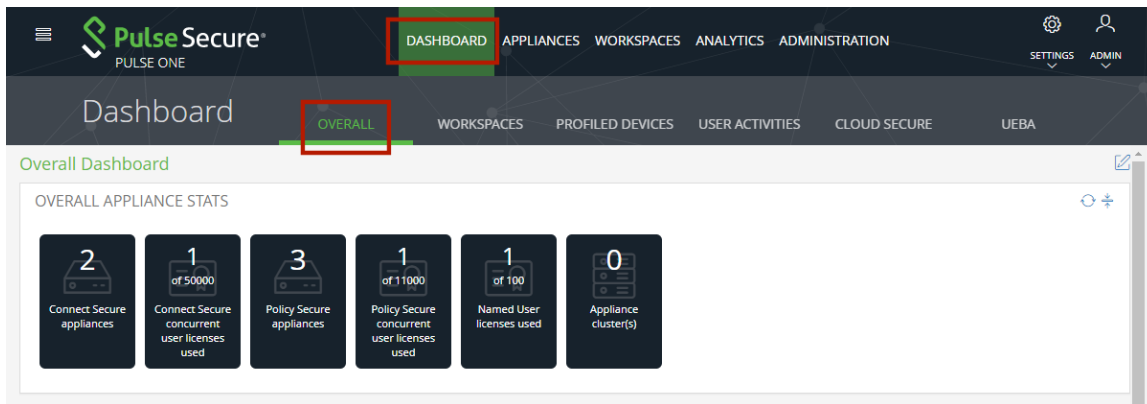 Pulse Secure®
PULSE ONE
DASHBOARD APPLIANCES WORKSPACES ANALYTICS ADMINISTRATION
SETTINGS ADMIN
Dashboard
OVERALL WORKSPACES PROFILED DEVICES USER ACTIVITIES CLOUD SECURE UEBA
Overall Dashboard
OVERALL APPLIANCE STATS
2
Connect Secure
appliances
1
of 50000
Connect Secure
concurrent
user licenses
used
3
Policy Secure
appliances
1
of 11000
Policy Secure
concurrent
user licenses
used
1
of 100
Named User
licenses used
0
Appliance
cluster(s)